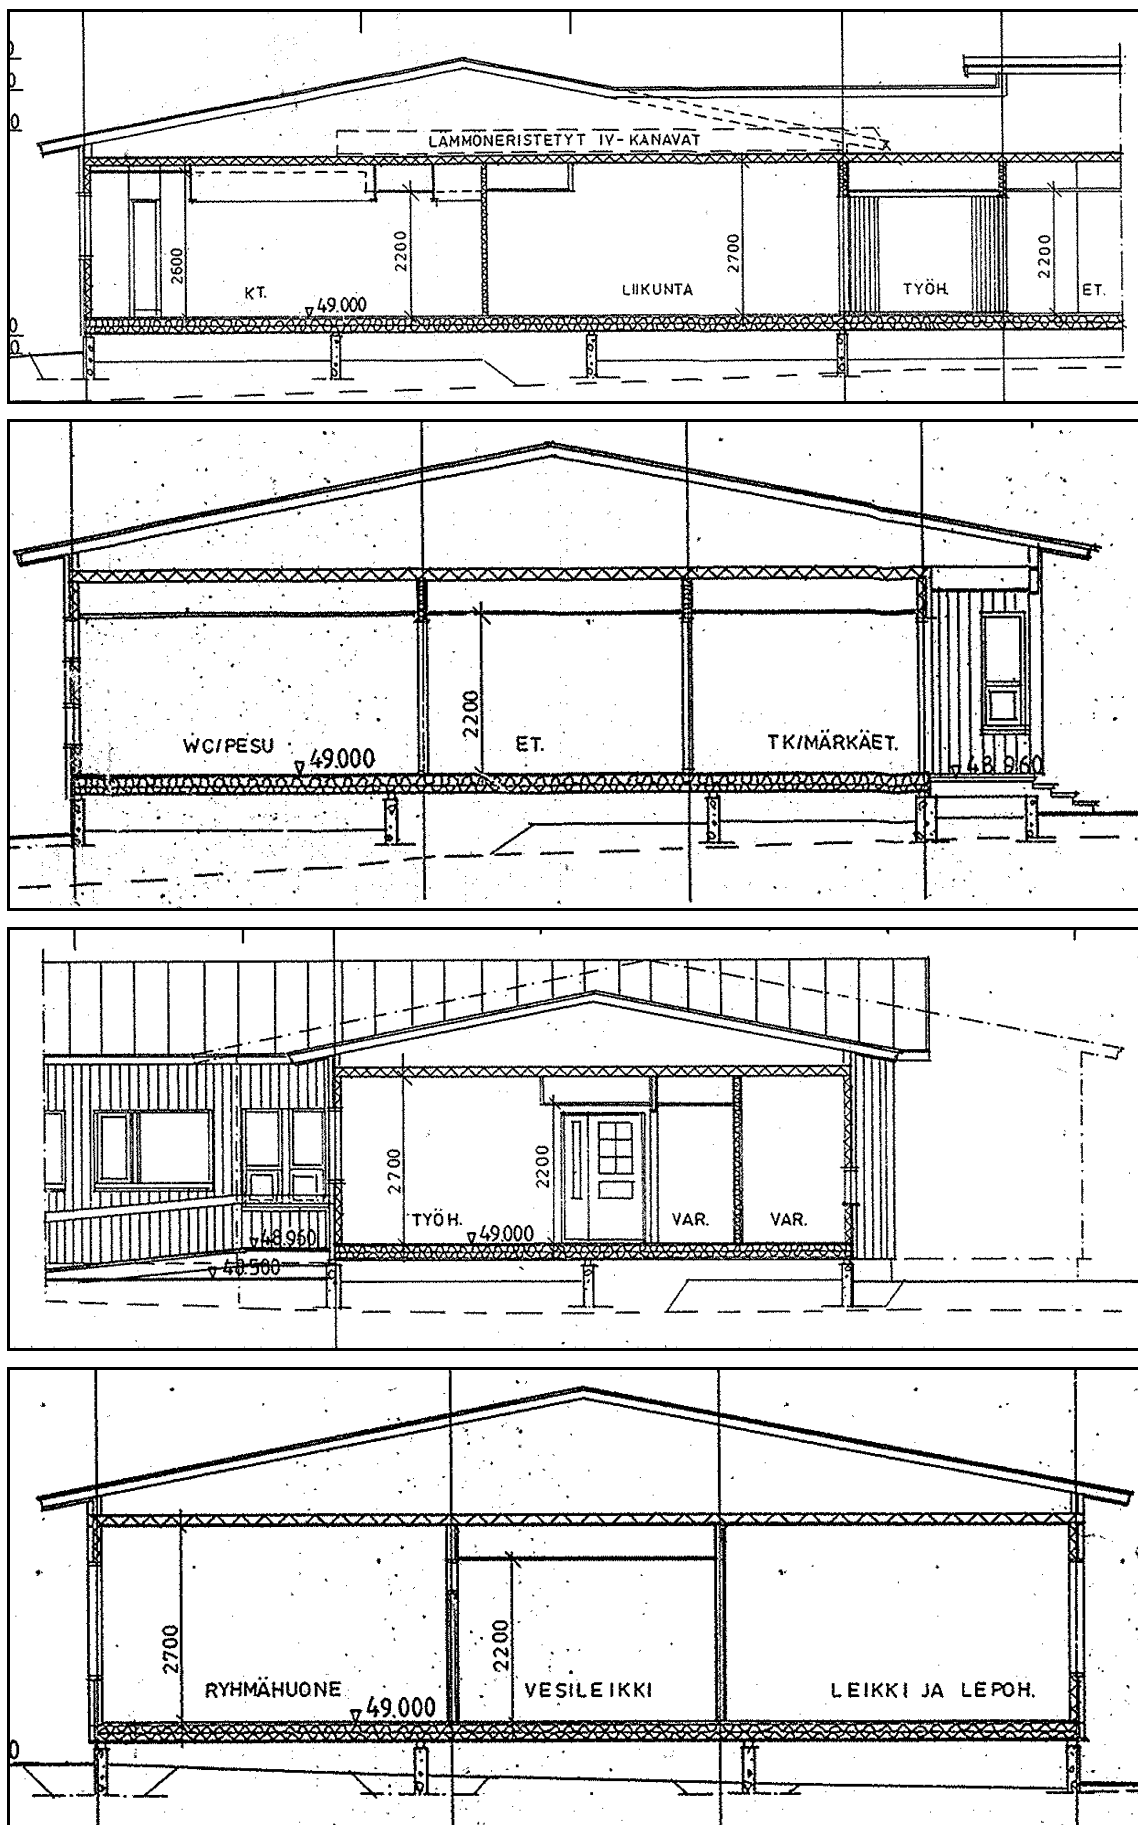 LÄMMÖNERISTETYT IV-KANAVAT
2600
KT.
49.000
2200
LIIKUNTA
2700
TYÖH.
2200
ET.
WC/PESU
49.000
2200
ET.
TK/MÄRKÄET.
48.860
2700
TYÖH.
49.000
2200
VAR.
VAR.
48.960
48.500
2700
RYHMÄHUONE
49.000
2200
VESILEIKKI
LEIKKI JA LEPOH.